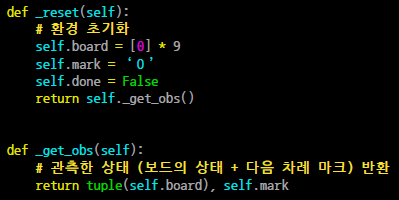 def _reset(self):
    # 환경 초기화
    self.board = [0] * 9
    self.mark = ‘O’
    self.done = False
    return self._get_obs()

def _get_obs(self):
    # 관측한 상태 (보드의 상태 + 다음 차례 마크) 반환
    return tuple(self.board), self.mark